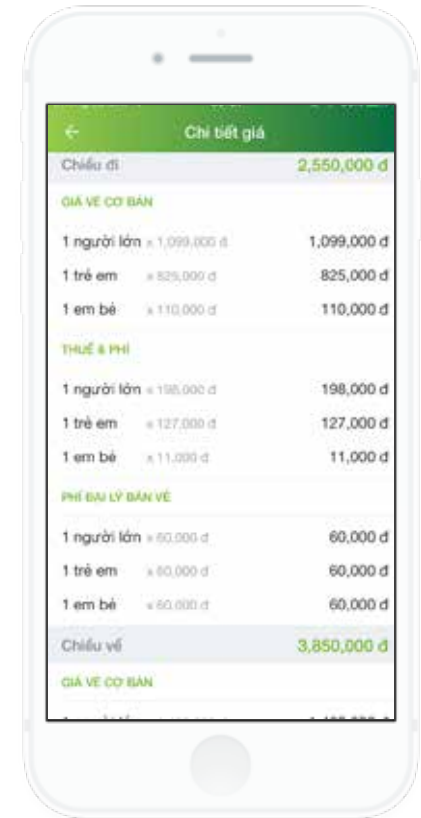 Chi tiết giá
Chiều đi 2,550,000 đ
GIÁ VÉ CƠ BẢN
1 người lớn x 1,099,000 đ 1,099,000 đ
1 trẻ em x 825,000 đ 825,000 đ
1 em bé x 110,000 đ 110,000 đ
THUẾ & PHÍ
1 người lớn x 198,000 đ 198,000 đ
1 trẻ em x 127,000 đ 127,000 đ
1 em bé x 11,000 đ 11,000 đ
PHÍ ĐẠI LÝ BÁN VÉ
1 người lớn x 60,000 đ 60,000 đ
1 trẻ em x 60,000 đ 60,000 đ
1 em bé x 60,000 đ 60,000 đ
Chiều về 3,850,000 đ
GIÁ VÉ CƠ BẢN